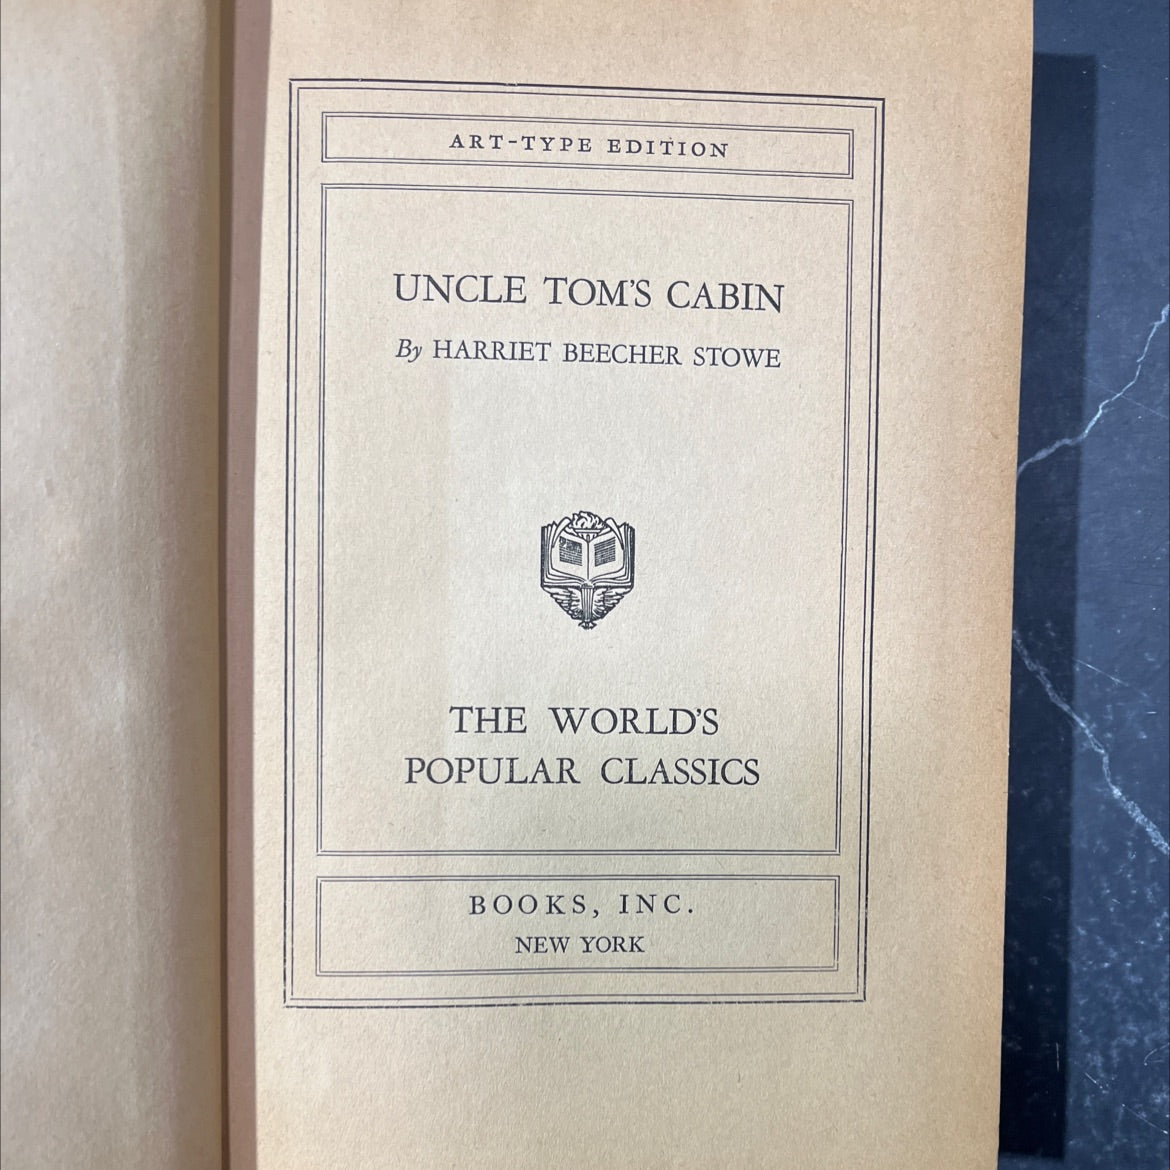 ART-TYPE EDITION
UNCLE TOM'S CABIN
By HARRIET BEECHER STOWE
THE WORLD'S
POPULAR CLASSICS
BOOKS, INC.
NEW YORK